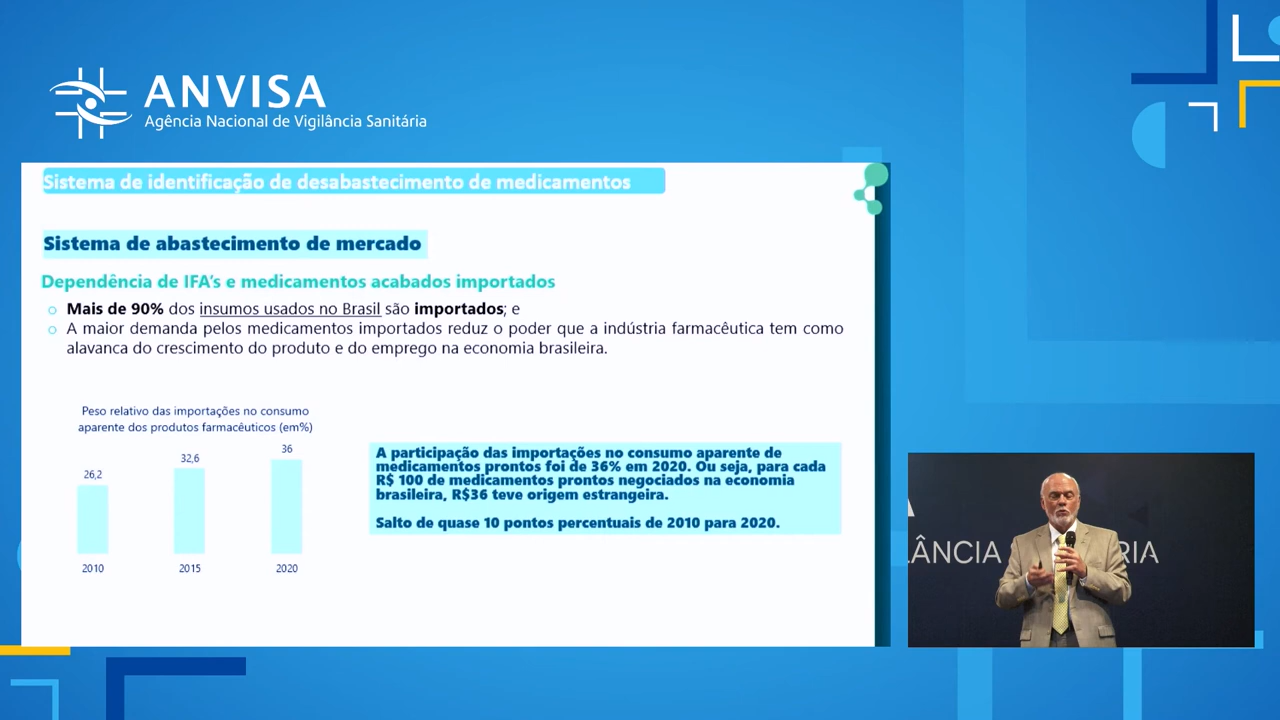 ANVISA
Agência Nacional de Vigilância Sanitária
Sistema de identificação de desabastecimento de medicamentos
Sistema de abastecimento de mercado
Dependência de IFA's e medicamentos acabados importados
Mais de 90% dos insumos usados no Brasil são importados; e
A maior demanda pelos medicamentos importados reduz o poder que a indústria farmacêutica tem como
alavanca do crescimento do produto e do emprego na economia brasileira.
Peso relativo das importações no consumo
aparente dos produtos farmacêuticos (em%)
26,2
32,6
36
2010
2015
2020
A participação das importações no consumo aparente de
medicamentos prontos foi de 36% em 2020. Ou seja, para cada
R$ 100 de medicamentos prontos negociados na economia
brasileira, R$36 teve origem estrangeira.
Salto de quase 10 pontos percentuais de 2010 para 2020.
A
LÂNCIA RIA